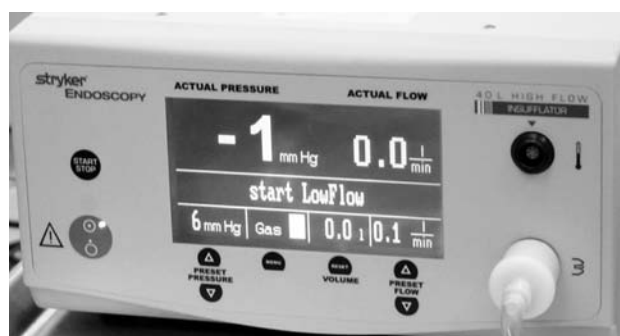 stryker
ENDOSCOPY
ACTUAL PRESSURE
ACTUAL FLOW
40 L HIGH FLOW
INSUFFLATOR
START
STOP
-1 mm Hg
0.0 l/min
start LowFlow
6 mm Hg
Gas
0.0 l
0.1 l/min
PRESET
PRESSURE
MENU
RESET
VOLUME
PRESET
FLOW